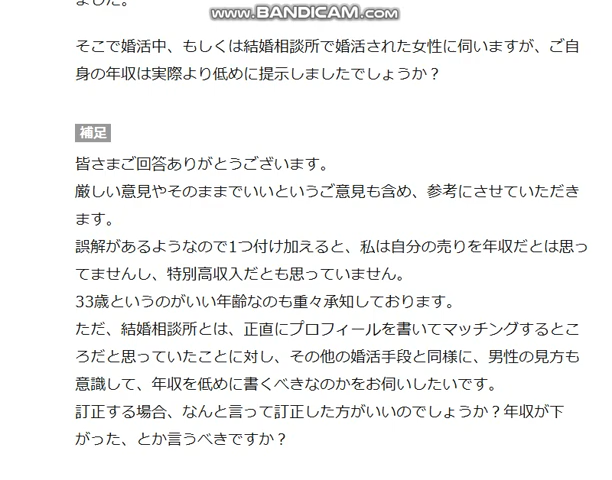 ました。
www.BANDICAM.com
そこで婚活中、もしくは結婚相談所で婚活された女性に伺いますが、ご自
身の年収は実際より低めに提示しましたでしょうか？
補足
皆さまご回答ありがとうございます。
厳しい意見やそのままでいいというご意見も含め、参考にさせていただき
ます。
誤解があるようなので1つ付け加えると、私は自分の売りを年収だとは思っ
てませんし、特別高収入だとも思っていません。
33歳というのがいい年齢なのも重々承知しております。
ただ、結婚相談所とは、正直にプロフィールを書いてマッチングするとこ
ろだと思っていたことに対し、その他の婚活手段と同様に、男性の見方も
意識して、年収を低めに書くべきなのかをお伺いしたいです。
訂正する場合、なんと言って訂正した方がいいのでしょうか？年収が下
がった、とか言うべきですか？